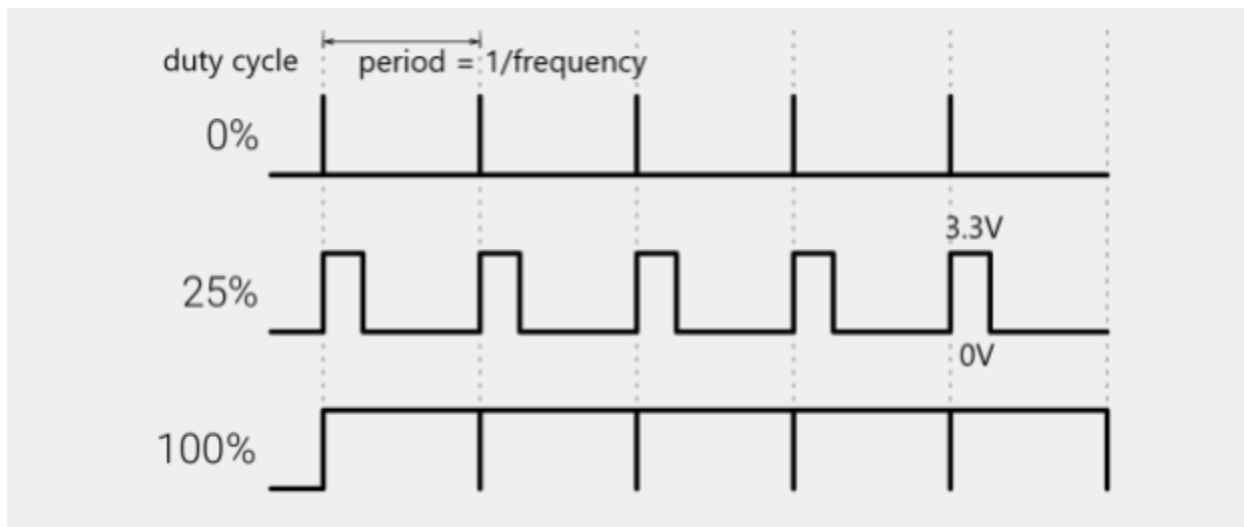 duty cycle
period = 1/frequency
0%
3.3V
25%
0V
100%